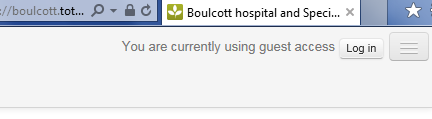 ://boulcott.tot...
Boulcott hospital and Speci...
You are currently using guest access Log in